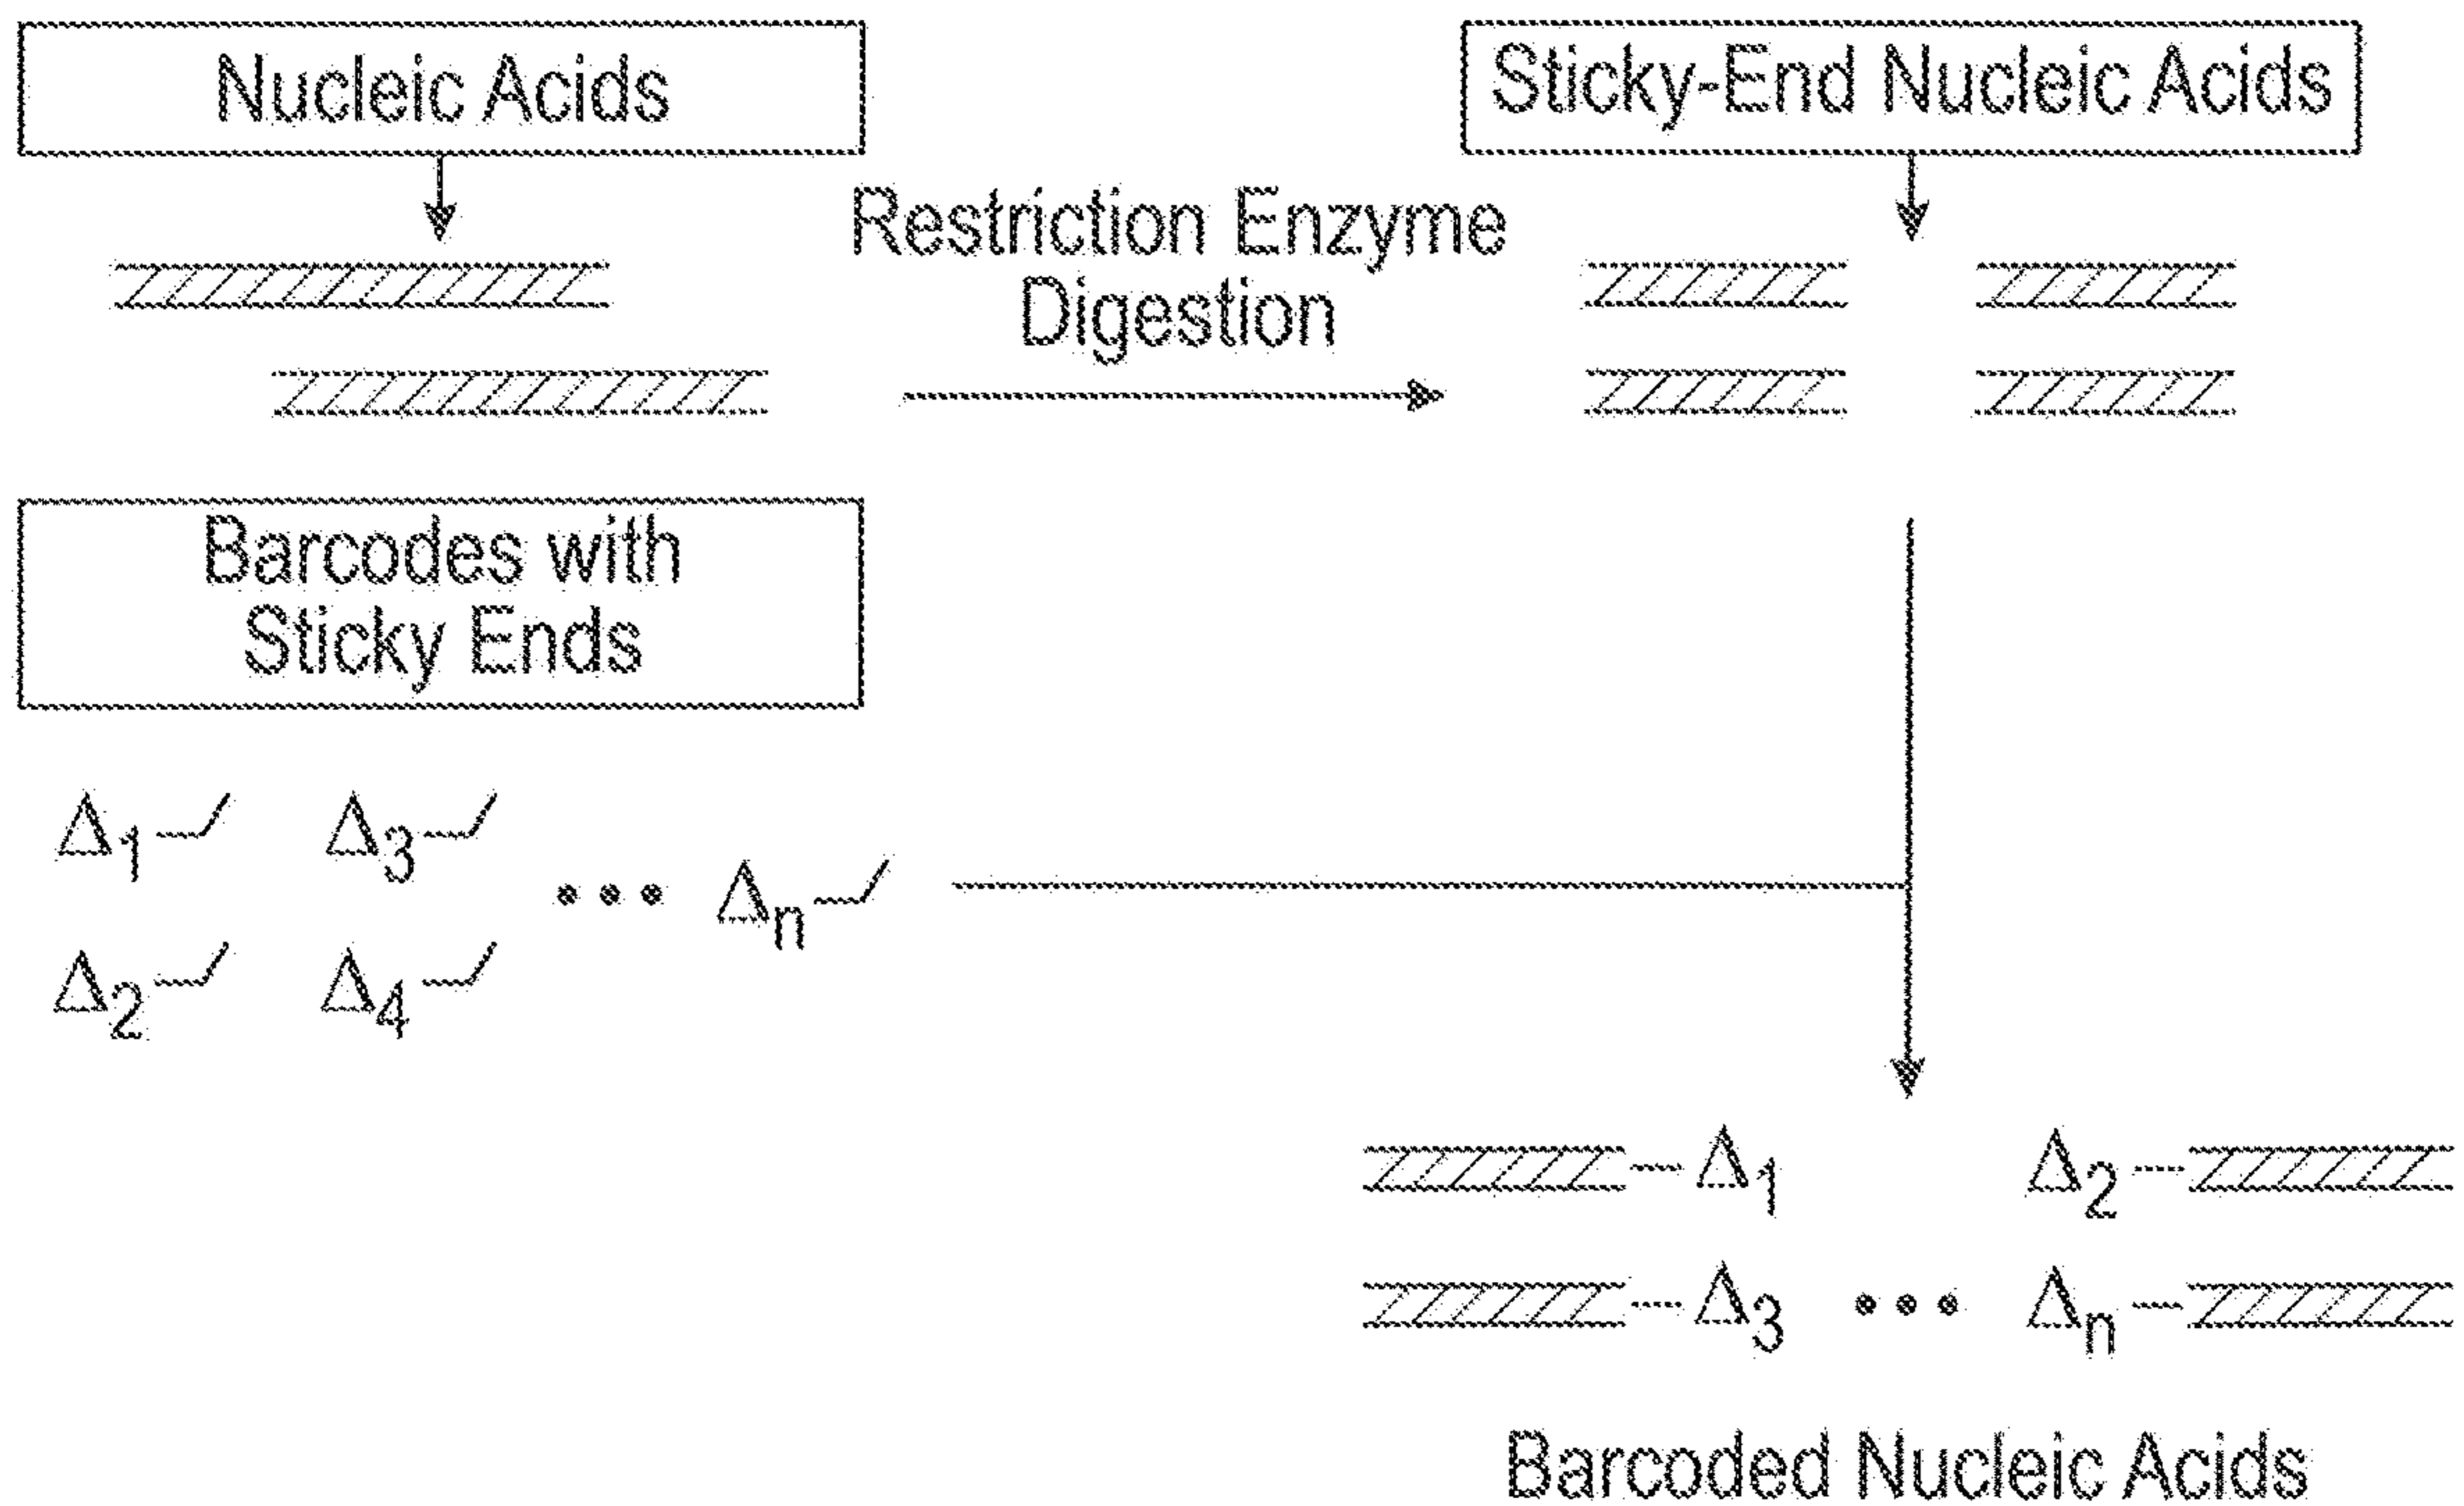 Nucleic Acids
Sticky-End Nucleic Acids
Restriction Enzyme
Digestion
Barcodes with
Sticky Ends
Δ1 Δ3
••• Δn
Δ2 Δ4
Δ1 Δ2
Δ3 ••• Δn
Barcoded Nucleic Acids